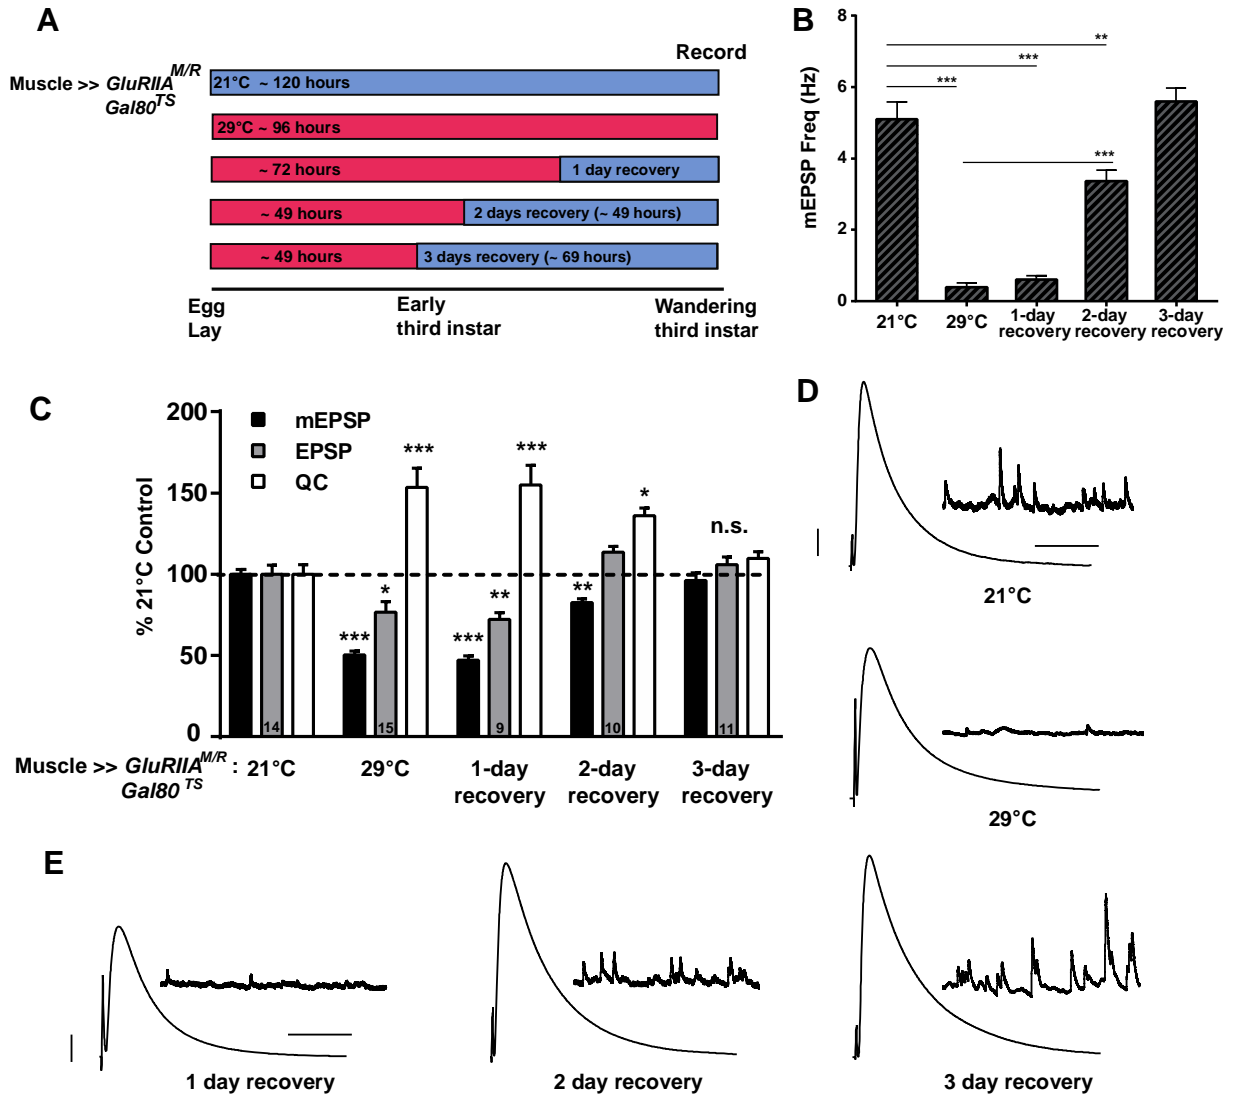 A
Record
Muscle >> GluRIIA^M/R
Gal80^TS
21°C ~ 120 hours
29°C ~ 96 hours
~ 72 hours
1 day recovery
~ 49 hours
2 days recovery (~ 49 hours)
~ 49 hours
3 days recovery (~ 69 hours)
Egg
Lay
Early
third instar
Wandering
third instar
B
mEPSP Freq (Hz)
8
6
4
2
0
**
***
***
***
21°C
29°C
1-day
recovery
2-day
recovery
3-day
recovery
C
% 21°C Control
200
150
100
50
0
mEPSP
EPSP
QC
***
*
***
***
**
***
**
*
n.s.
14
15
9
10
11
Muscle >> GluRIIA^M/R :
Gal80^TS
21°C
29°C
1-day
recovery
2-day
recovery
3-day
recovery
D
21°C
29°C
E
1 day recovery
2 day recovery
3 day recovery